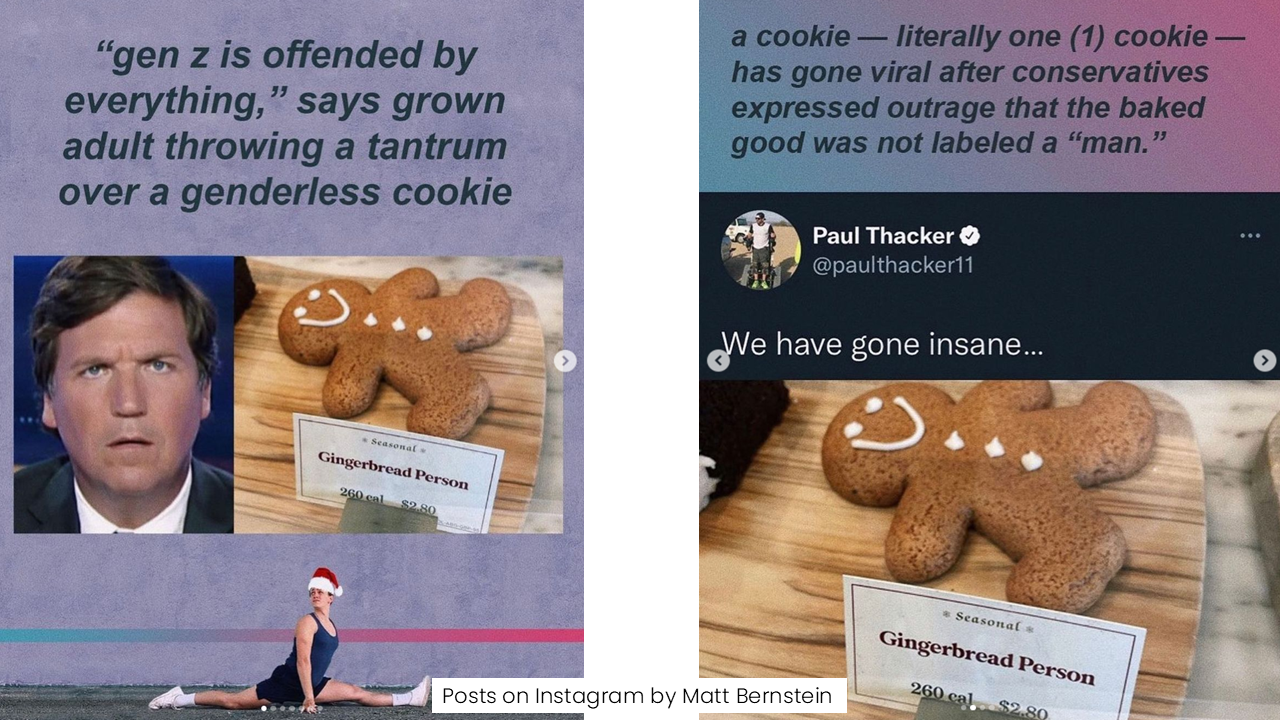 “gen z is offended by
everything,” says grown
adult throwing a tantrum
over a genderless cookie
* Seasonal *
Gingerbread Person
260 cal $2.80
a cookie — literally one (1) cookie —
has gone viral after conservatives
expressed outrage that the baked
good was not labeled a “man.”
Paul Thacker
@paulthacker11
We have gone insane...
* Seasonal *
Gingerbread Person
260 cal $2.80
Posts on Instagram by Matt Bernstein